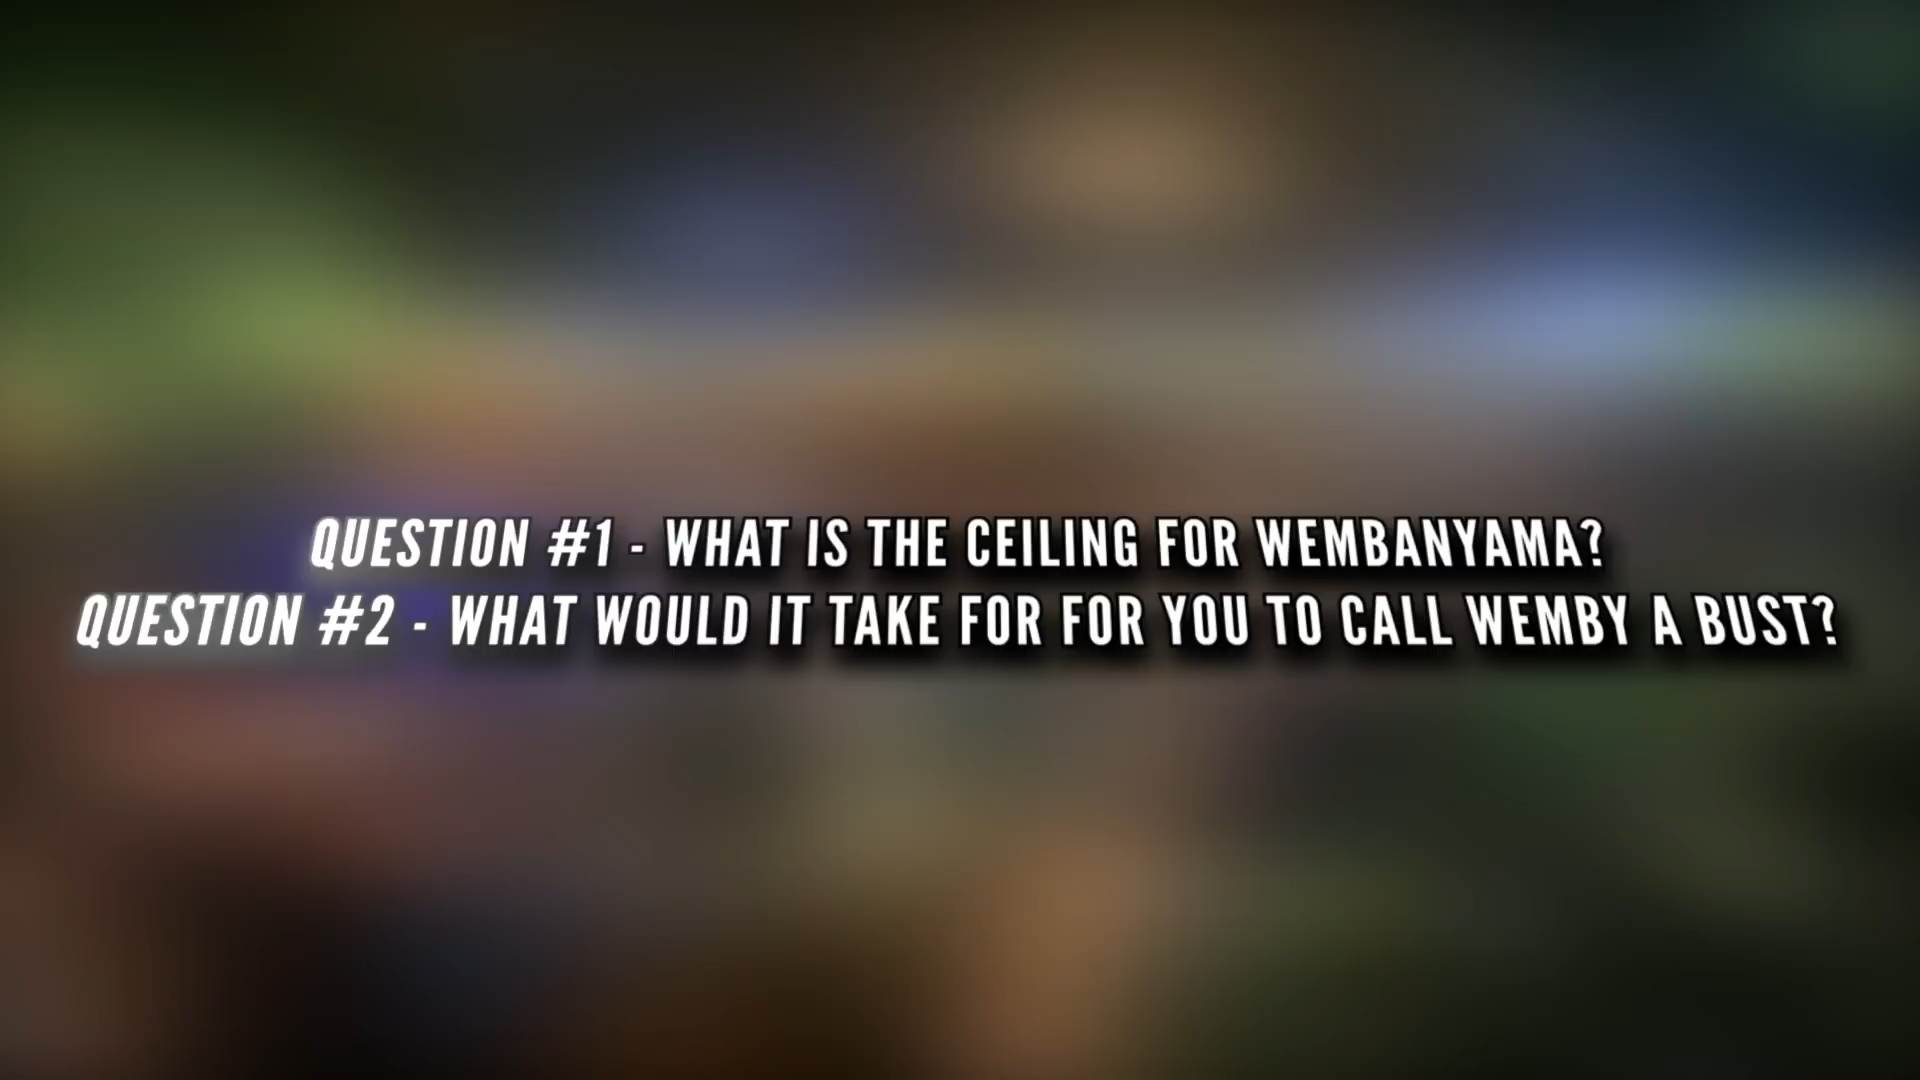 QUESTION #1 - WHAT IS THE CEILING FOR WEMBANYAMA?
QUESTION #2 - WHAT WOULD IT TAKE FOR FOR YOU TO CALL WEMBY A BUST?